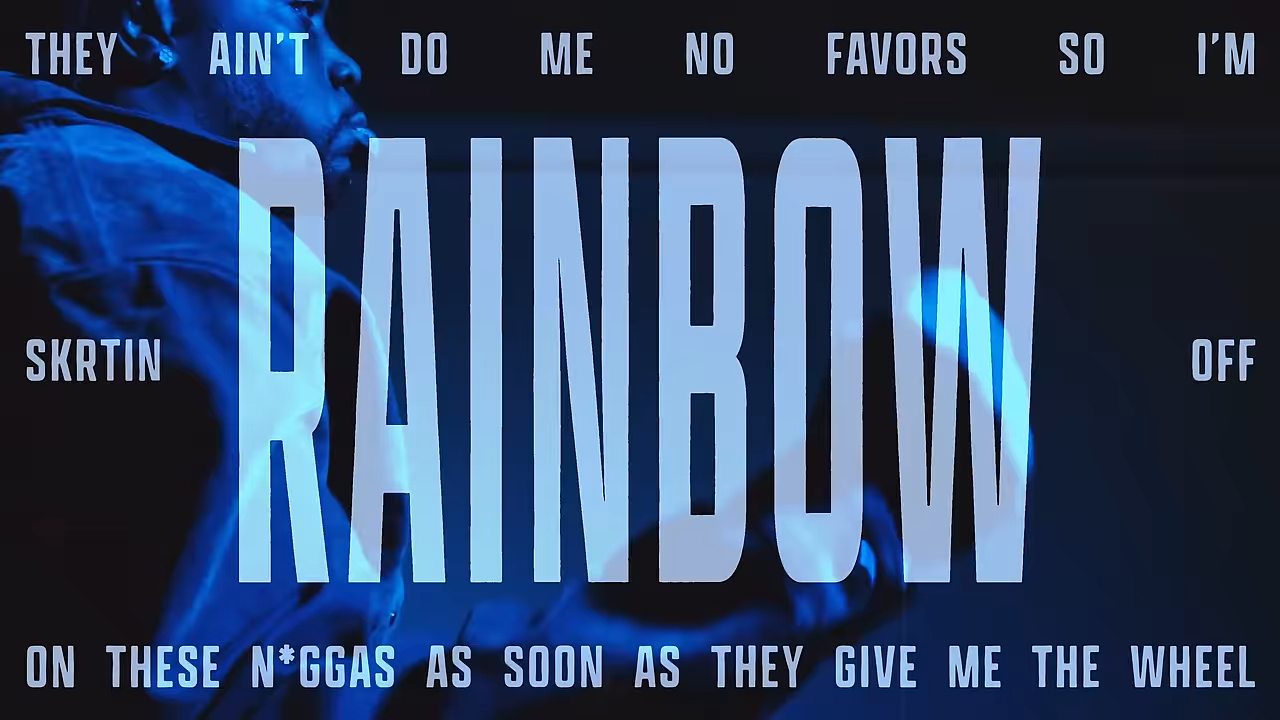 THEY AIN'T DO ME NO FAVORS SO I'M
RAINBOW
SKRTIN OFF
ON THESE N*GGAS AS SOON AS THEY GIVE ME THE WHEEL